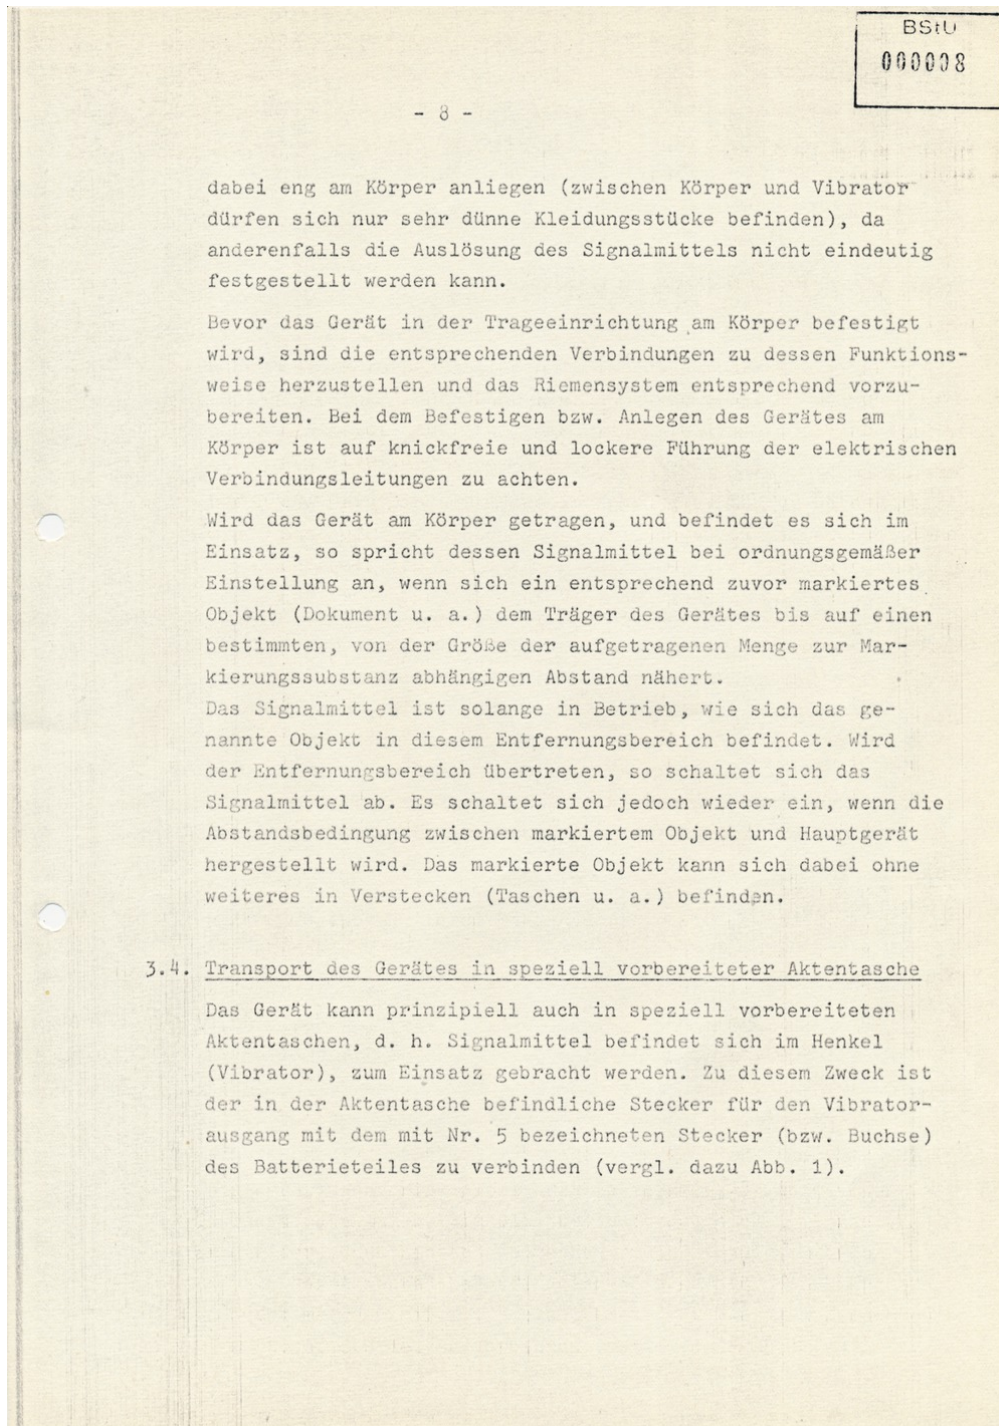 BStU
000008
- 8 -
dabei eng am Körper anliegen (zwischen Körper und Vibrator
dürfen sich nur sehr dünne Kleidungsstücke befinden), da
anderenfalls die Auslösung des Signalmittels nicht eindeutig
festgestellt werden kann.
Bevor das Gerät in der Trageeinrichtung am Körper befestigt
wird, sind die entsprechenden Verbindungen zu dessen Funktions-
weise herzustellen und das Riemensystem entsprechend vorzu-
bereiten. Bei dem Befestigen bzw. Anlegen des Gerätes am
Körper ist auf knickfreie und lockere Führung der elektrischen
Verbindungsleitungen zu achten.
Wird das Gerät am Körper getragen, und befindet es sich im
Einsatz, so spricht dessen Signalmittel bei ordnungsgemäßer
Einstellung an, wenn sich ein entsprechend zuvor markiertes
Objekt (Dokument u. a.) dem Träger des Gerätes bis auf einen
bestimmten, von der Größe der aufgetragenen Menge zur Mar-
kierungssubstanz abhängigen Abstand nähert.
Das Signalmittel ist solange in Betrieb, wie sich das ge-
nannte Objekt in diesem Entfernungsbereich befindet. Wird
der Entfernungsbereich übertreten, so schaltet sich das
Signalmittel ab. Es schaltet sich jedoch wieder ein, wenn die
Abstandsbedingung zwischen markiertem Objekt und Hauptgerät
hergestellt wird. Das markierte Objekt kann sich dabei ohne
weiteres in Verstecken (Taschen u. a.) befinden.
3.4. Transport des Gerätes in speziell vorbereiteter Aktentasche
Das Gerät kann prinzipiell auch in speziell vorbereiteten
Aktentaschen, d. h. Signalmittel befindet sich im Henkel
(Vibrator), zum Einsatz gebracht werden. Zu diesem Zweck ist
der in der Aktentasche befindliche Stecker für den Vibrator-
ausgang mit dem mit Nr. 5 bezeichneten Stecker (bzw. Buchse)
des Batterieteiles zu verbinden (vergl. dazu Abb. 1).